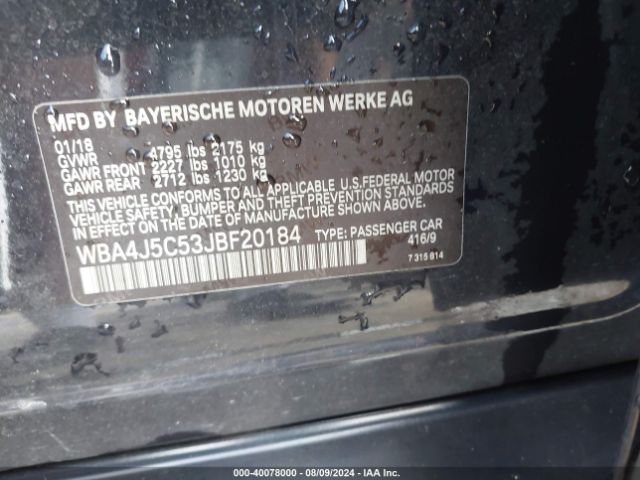 MFD BY BAYERISCHE MOTOREN WERKE AG
01/18
GVWR 4795 lbs 2175 kg
GAWR FRONT 2227 lbs 1010 kg
GAWR REAR 2712 lbs 1230 kg
THIS VEHICLE CONFORMS TO ALL APPLICABLE U.S.FEDERAL MOTOR
VEHICLE SAFETY, BUMPER AND THEFT PREVENTION STANDARDS
IN EFFECT ON THE DATE OF MANUFACTURE SHOWN ABOVE.
WBA4J5C53JBF20184 TYPE: PASSENGER CAR
416/9
7 315 814
000-40078000 - 08/09/2024 - IAA Inc.